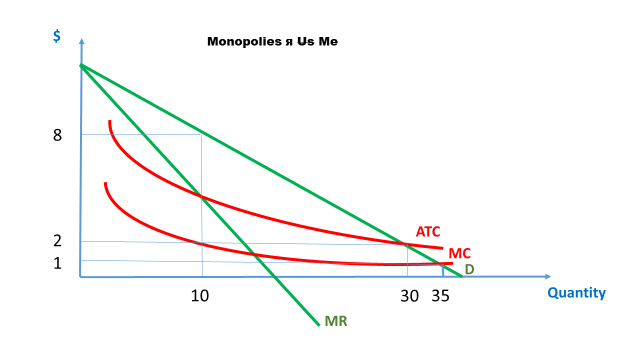 $
Monopolies я Us Me
8
ATC
2
MC
1
D
10
30
35
Quantity
MR